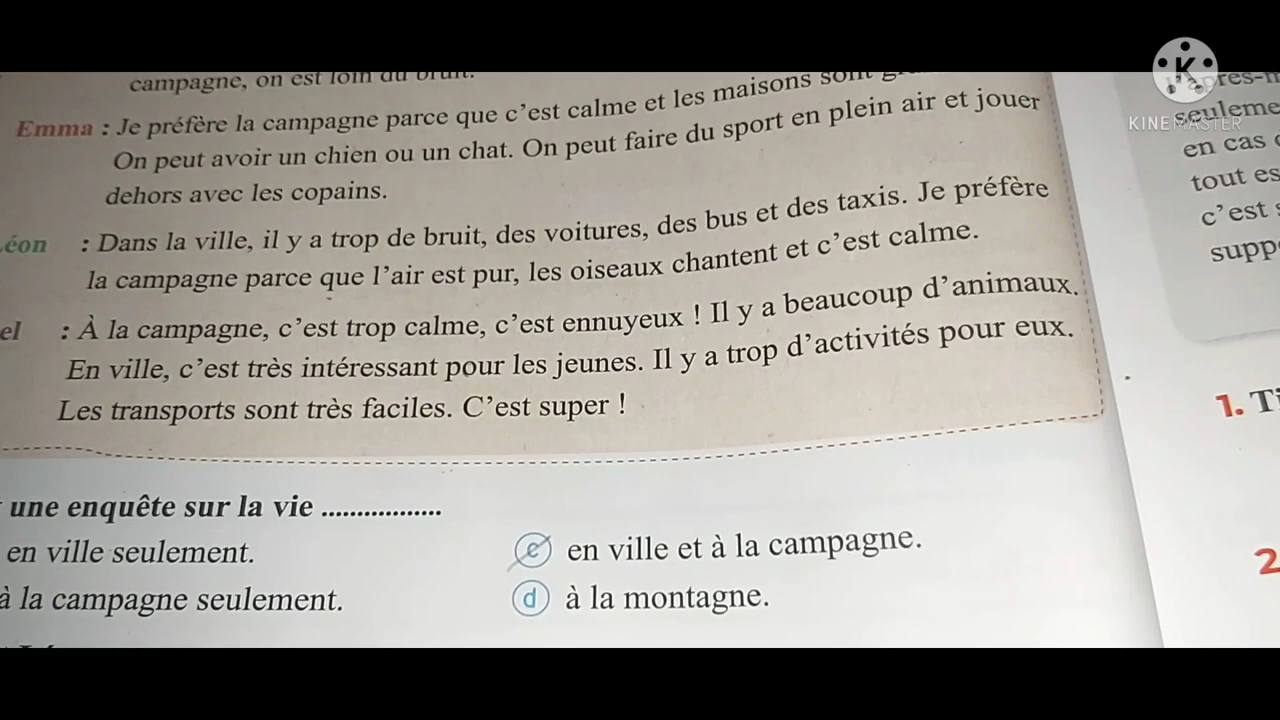 campagne, on est loin du bruit.
Emma : Je préfère la campagne parce que c'est calme et les maisons sont
On peut avoir un chien ou un chat. On peut faire du sport en plein air et jouer
dehors avec les copains.
éon : Dans la ville, il y a trop de bruit, des voitures, des bus et des taxis. Je préfère
la campagne parce que l'air est pur, les oiseaux chantent et c'est calme.
el : À la campagne, c'est trop calme, c'est ennuyeux ! Il y a beaucoup d'animaux.
En ville, c'est très intéressant pour les jeunes. Il y a trop d'activités pour eux.
Les transports sont très faciles. C'est super !
une enquête sur la vie .................
en ville seulement.
à la campagne seulement.
c en ville et à la campagne.
d à la montagne.
K
KINEMASTER
seuleme
en cas
tout es
c'est s
suppo
1. Ti
2